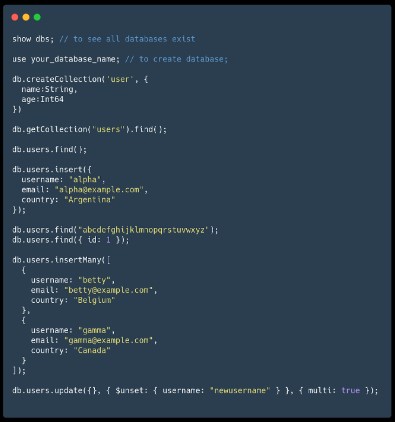 show dbs; // to see all databases exist
use your_database_name; // to create database;
db.createCollection('user', {
name:String,
age:Int64
})
db.getCollection("users").find();
db.users.find();
db.users.insert({
username: "alpha",
email: "alpha@example.com",
country: "Argentina"
});
db.users.find("abcdefghijklmnopqrstuvwxyz");
db.users.find({ id: 1 });
db.users.insertMany([
{
username: "betty",
email: "betty@example.com",
country: "Belgium"
},
{
username: "gamma",
email: "gamma@example.com",
country: "Canada"
}
]);
db.users.update({}, { $unset: { username: "newusername" } }, { multi: true });